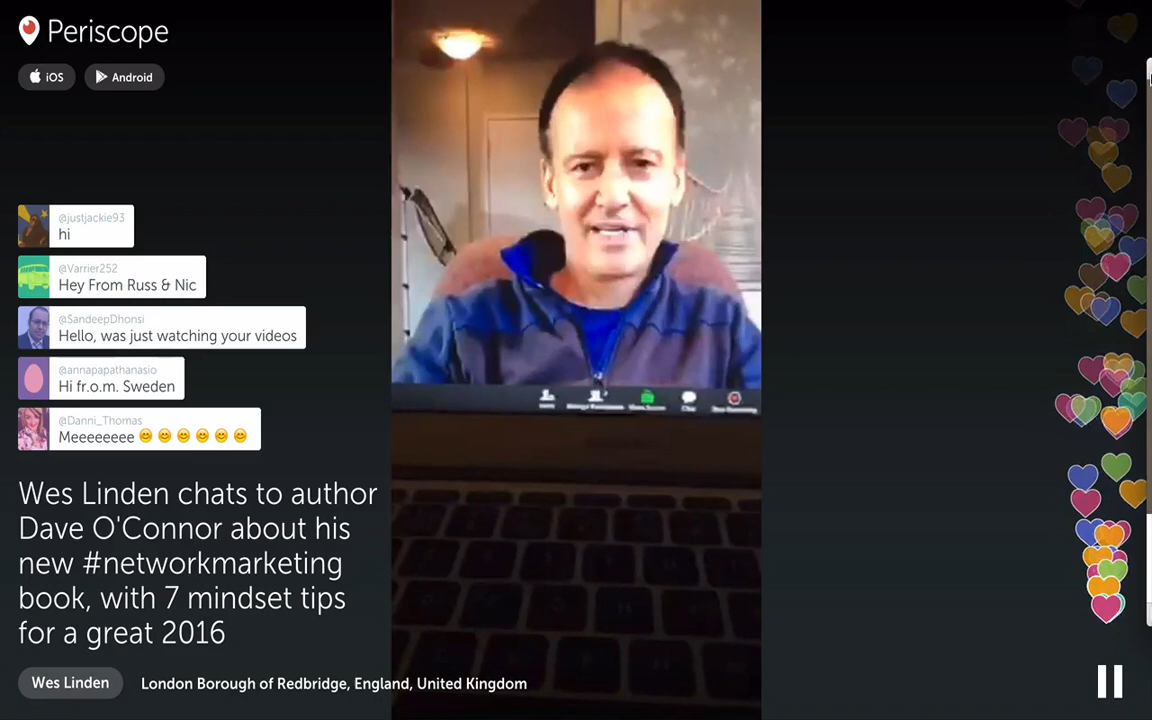 Periscope
iOS
Android
@justjackie93
hi
@Varrier252
Hey From Russ & Nic
@SandeepDhonsi
Hello, was just watching your videos
@annapapathanasio
Hi fr.o.m. Sweden
@Danni_Thomas
Meeeeeeee 😊 😊 😊 😊 😊 😊
Wes Linden chats to author
Dave O'Connor about his
new #networkmarketing
book, with 7 mindset tips
for a great 2016
Wes Linden
London Borough of Redbridge, England, United Kingdom